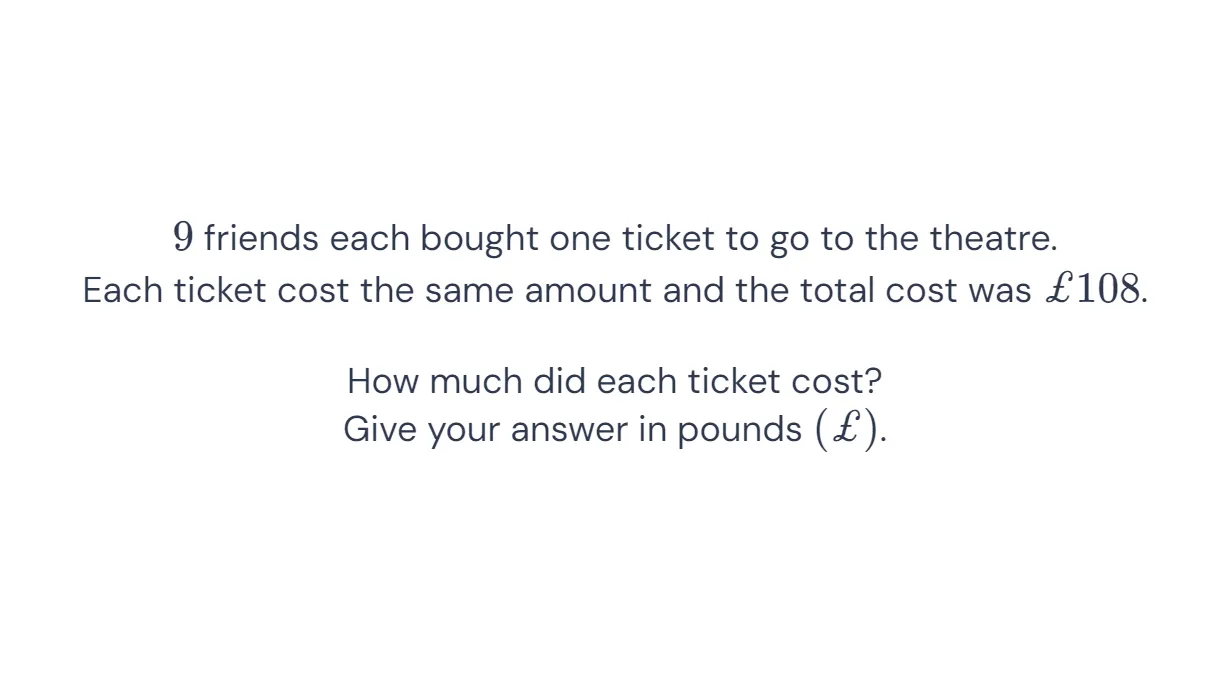 9 friends each bought one ticket to go to the theatre.
Each ticket cost the same amount and the total cost was £108.
How much did each ticket cost?
Give your answer in pounds (£).